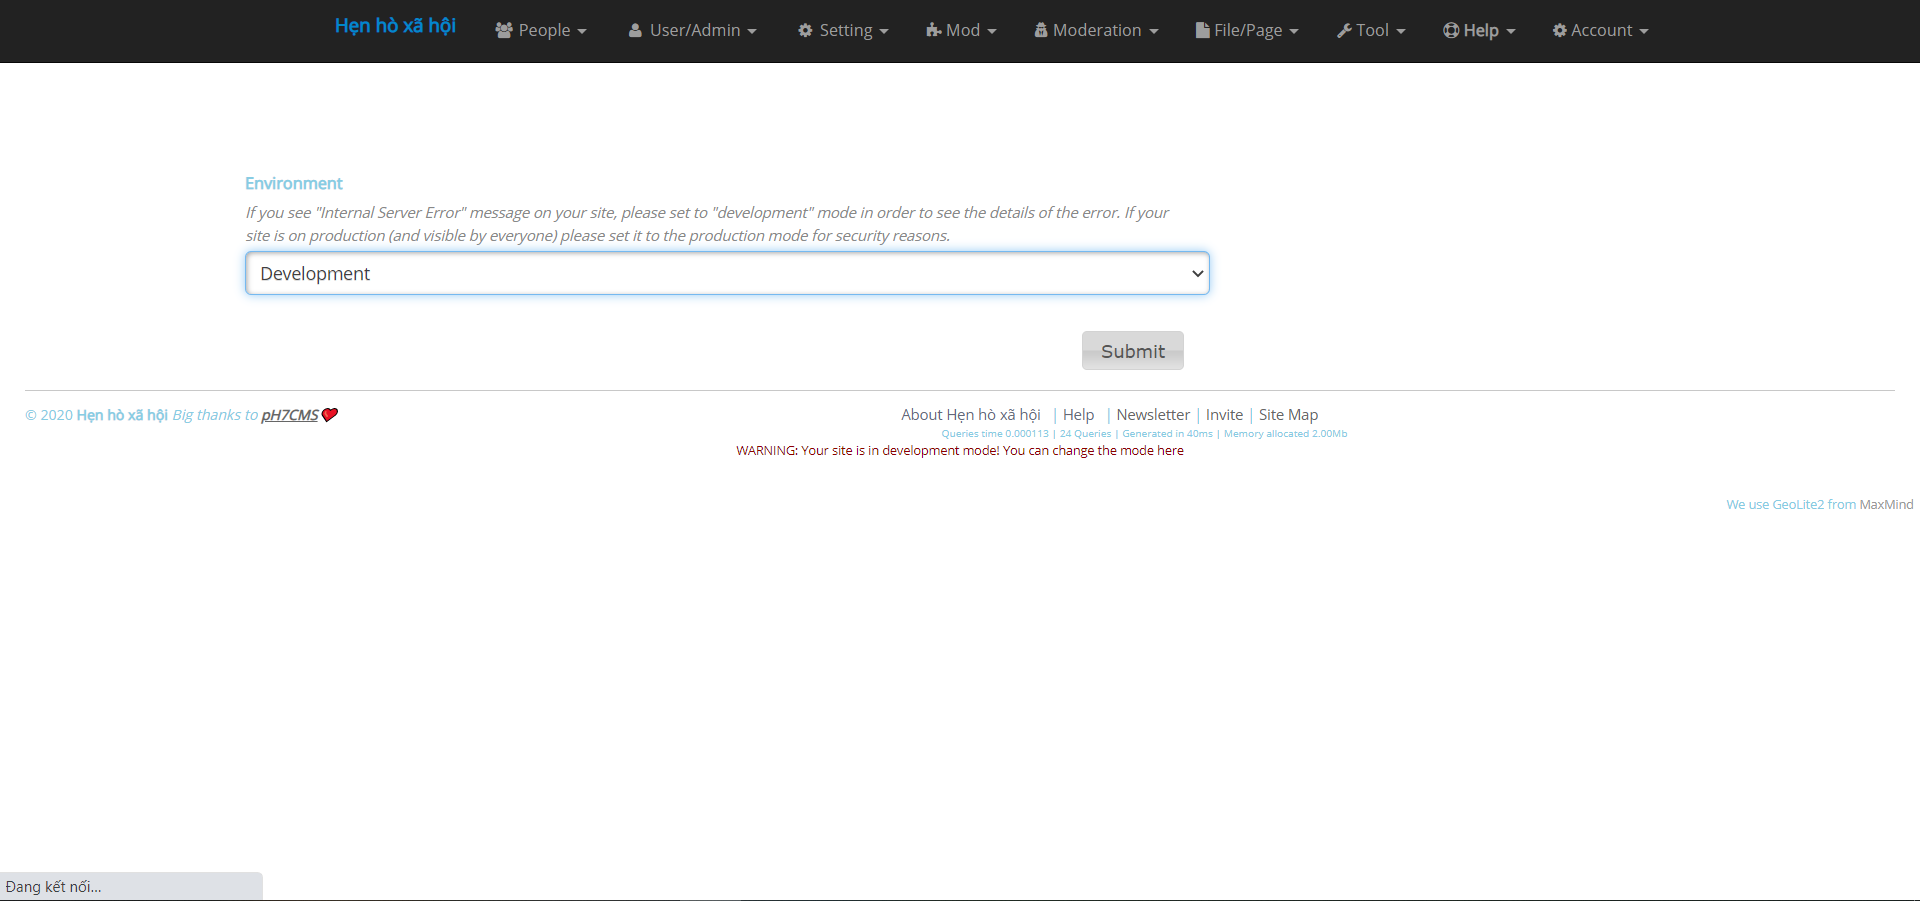 Hẹn hò xã hội People User/Admin Setting Mod Moderation File/Page Tool Help Account
Environment
If you see "Internal Server Error" message on your site, please set to "development" mode in order to see the details of the error. If your
site is on production (and visible by everyone) please set it to the production mode for security reasons.
Development
Submit
© 2020 Hẹn hò xã hội Big thanks to pH7CMS
About Hẹn hò xã hội | Help | Newsletter | Invite | Site Map
Queries time 0.000113 | 24 Queries | Generated in 40ms | Memory allocated 2.00Mb
WARNING: Your site is in development mode! You can change the mode here
We use GeoLite2 from MaxMind
Đang kết nối...